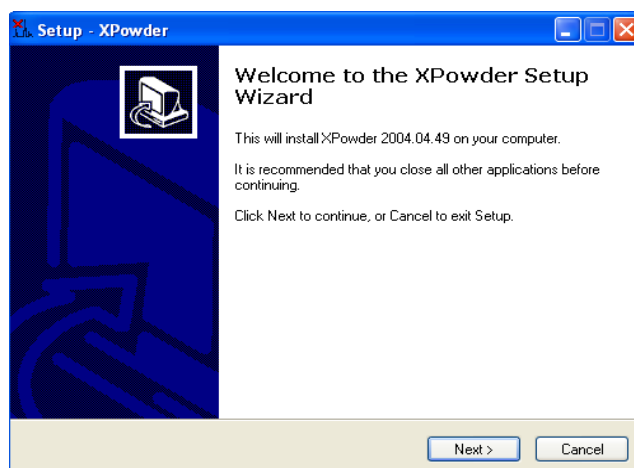 Setup - XPowder
Welcome to the XPowder Setup
Wizard
This will install XPowder 2004.04.49 on your computer.
It is recommended that you close all other applications before
continuing.
Click Next to continue, or Cancel to exit Setup.
Next >
Cancel